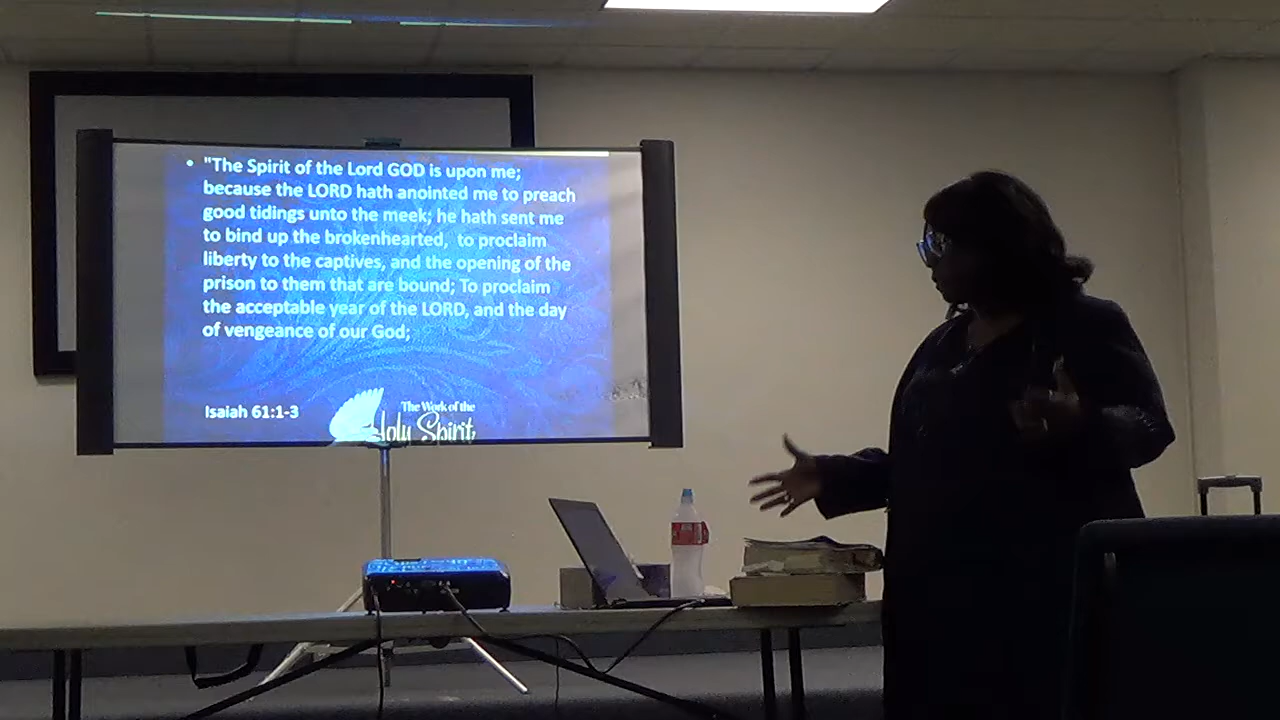 • "The Spirit of the Lord GOD is upon me;
because the LORD hath anointed me to preach
good tidings unto the meek; he hath sent me
to bind up the brokenhearted, to proclaim
liberty to the captives, and the opening of the
prison to them that are bound; To proclaim
the acceptable year of the LORD, and the day
of vengeance of our God;
Isaiah 61:1-3
The Work of the
Holy Spirit